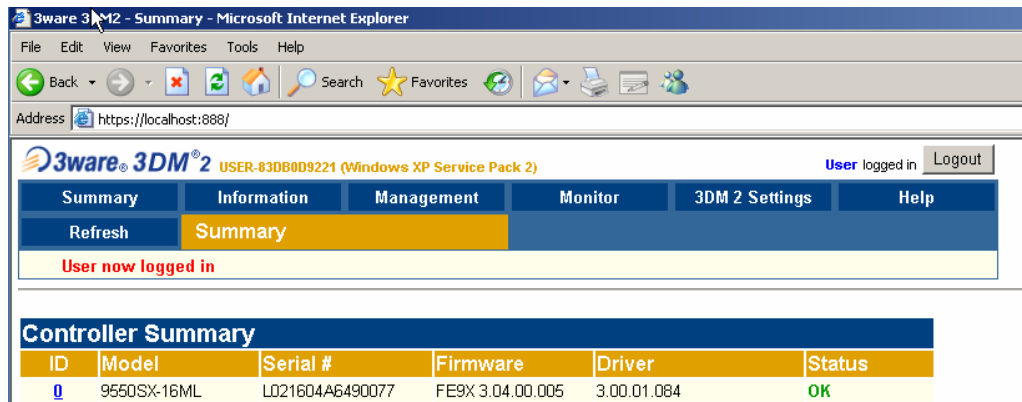 3ware 3DM2 - Summary - Microsoft Internet Explorer
File Edit View Favorites Tools Help
Back Search Favorites
Address https://localhost:888/
3ware® 3DM®2 USER-83DB0D9221 (Windows XP Service Pack 2) User logged in Logout
Summary Information Management Monitor 3DM 2 Settings Help
Refresh Summary
User now logged in
Controller Summary
ID Model Serial # Firmware Driver Status
0 9550SX-16ML L021604A6490077 FE9X 3.04.00.005 3.00.01.084 OK